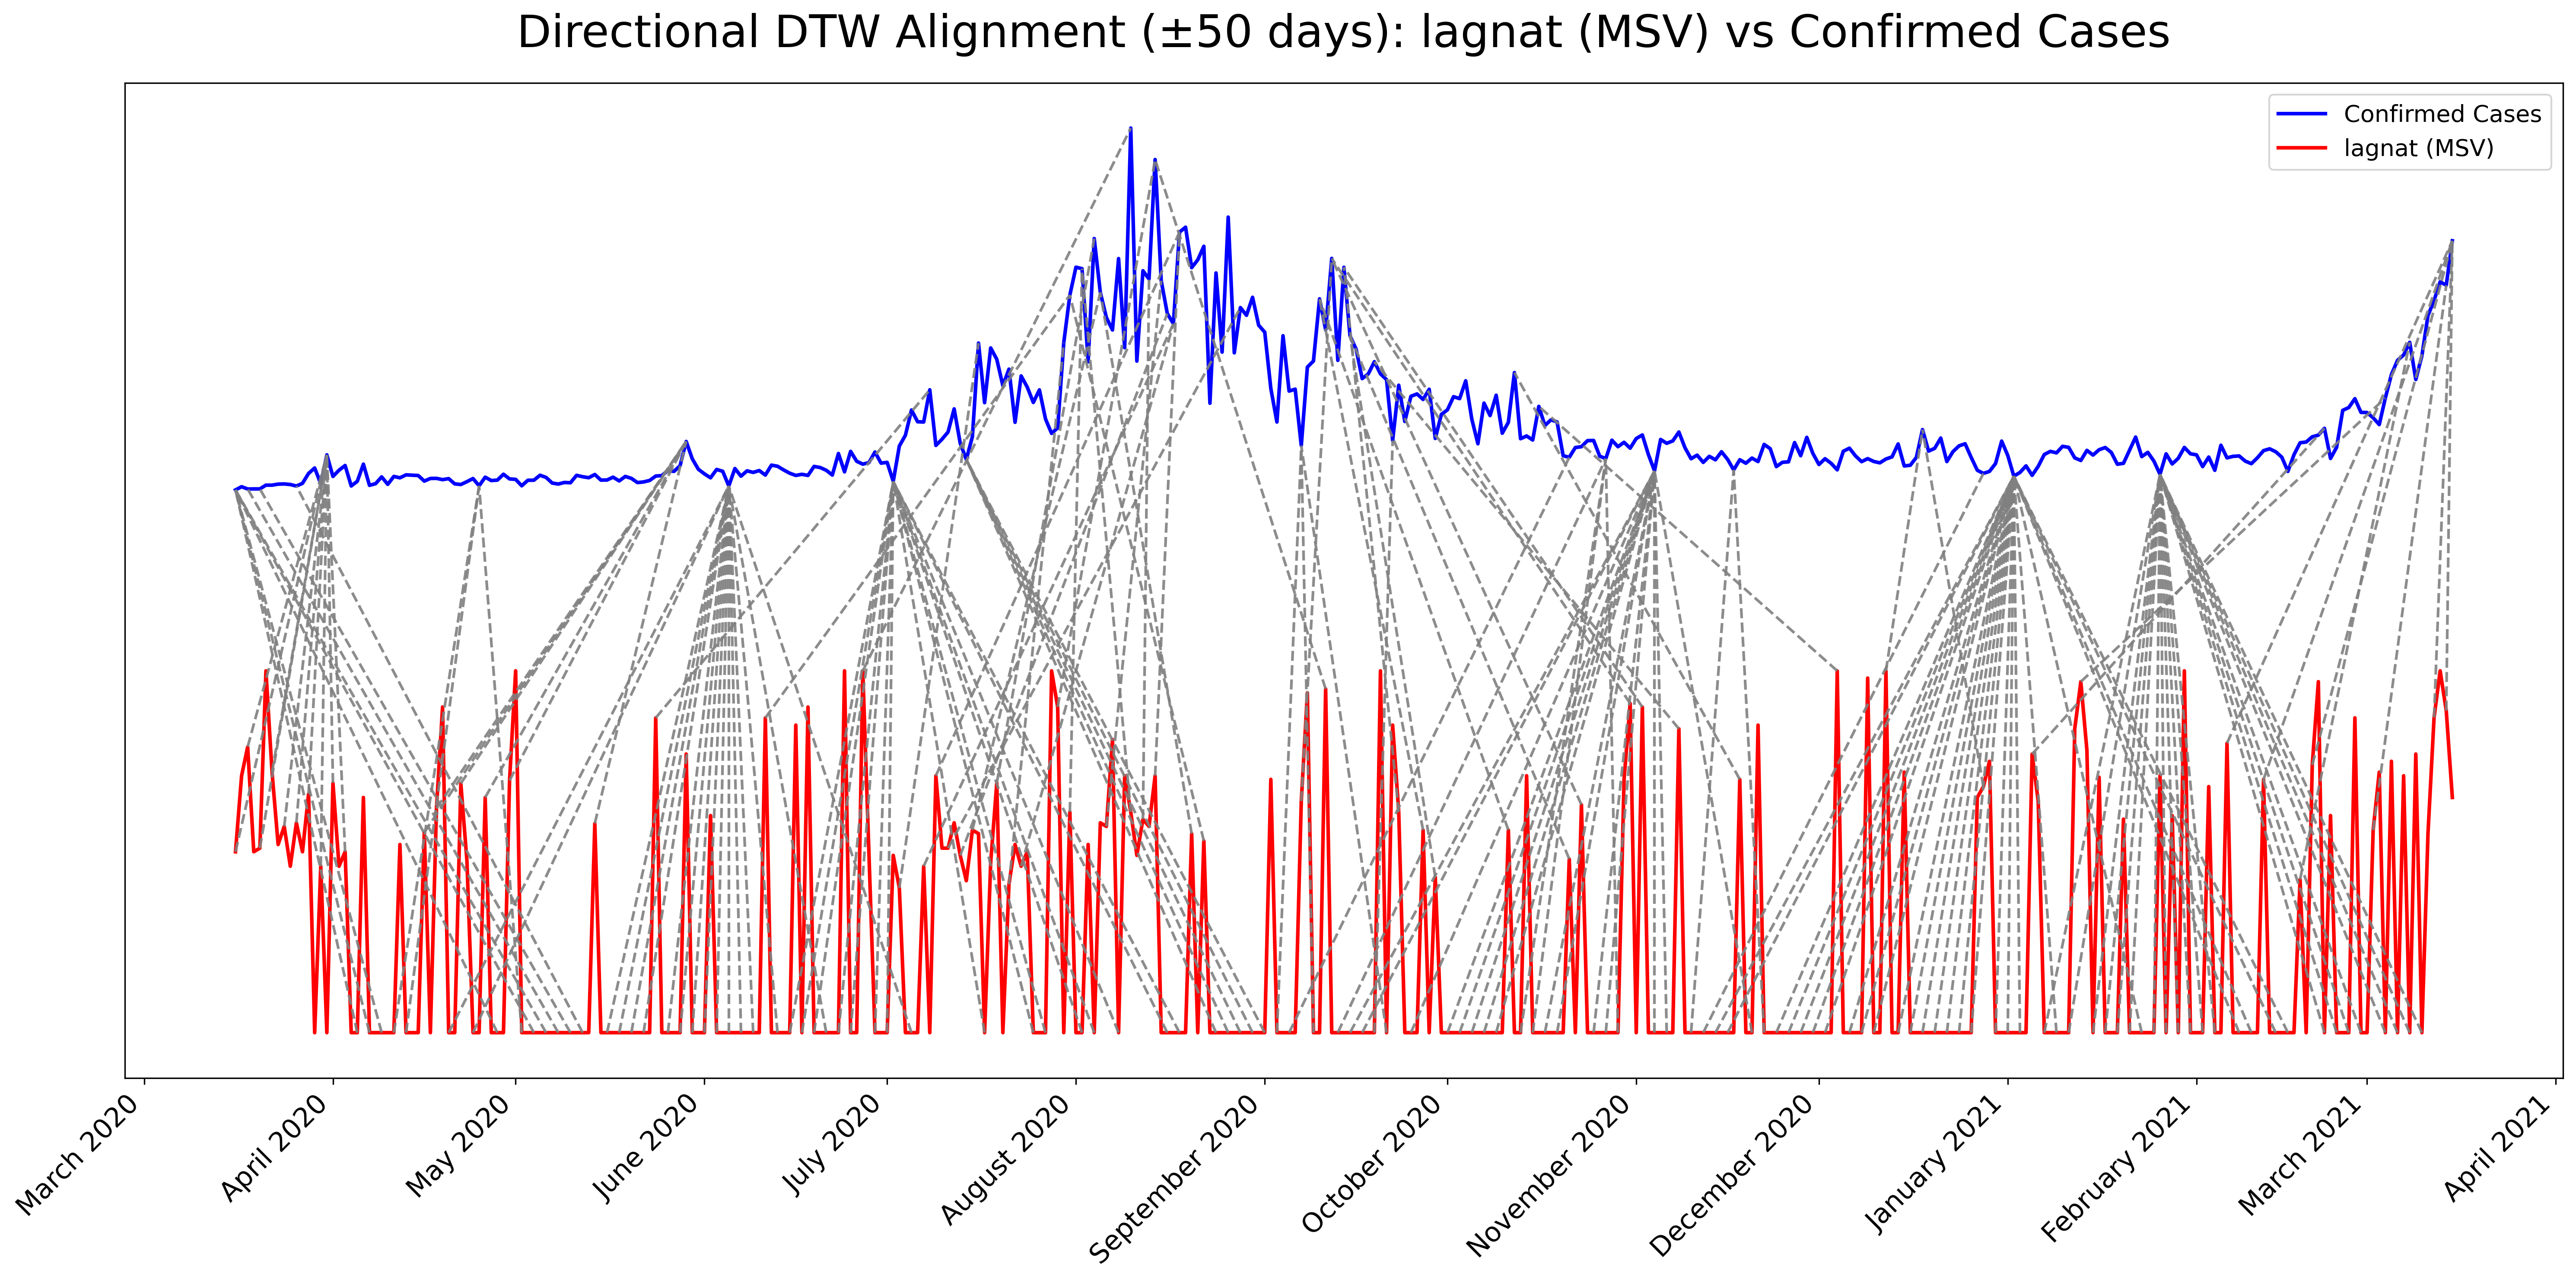 Directional DTW Alignment (±50 days): lagnat (MSV) vs Confirmed Cases
Confirmed Cases
lagnat (MSV)
March 2020
April 2020
May 2020
June 2020
July 2020
August 2020
September 2020
October 2020
November 2020
December 2020
January 2021
February 2021
March 2021
April 2021